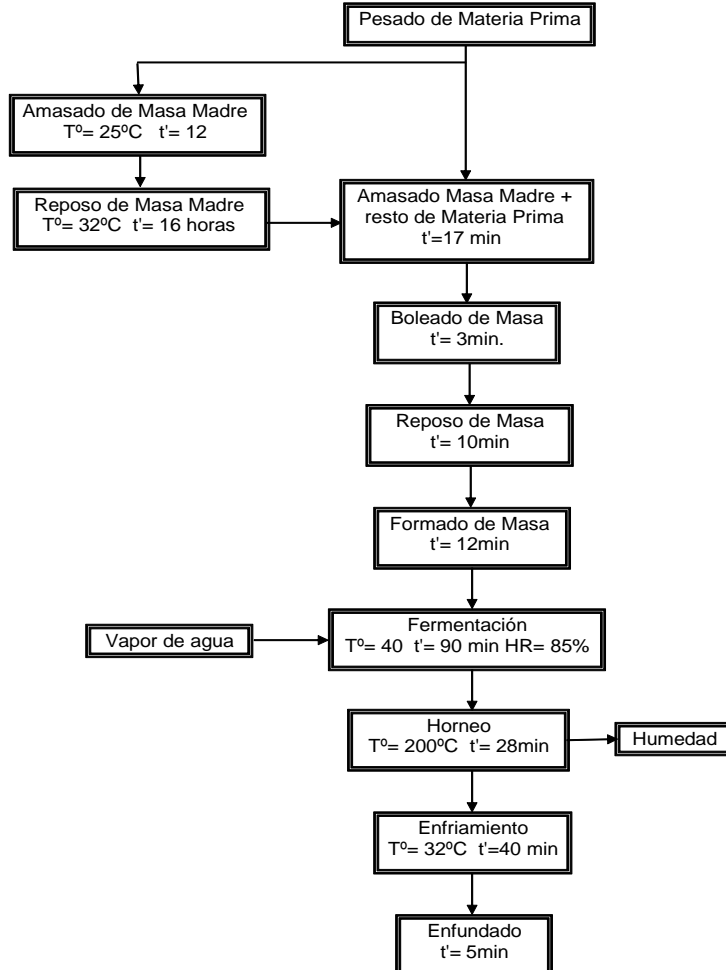 Pesado de Materia Prima
Amasado de Masa Madre
Tº= 25ºC t'= 12
Reposo de Masa Madre
Tº= 32ºC t'= 16 horas
Amasado Masa Madre +
resto de Materia Prima
t'=17 min
Boleado de Masa
t'= 3min.
Reposo de Masa
t'= 10min
Formado de Masa
t'= 12min
Vapor de agua
Fermentación
Tº= 40 t'= 90 min HR= 85%
Horneo
Tº= 200ºC t'= 28min
Humedad
Enfriamiento
Tº= 32ºC t'=40 min
Enfundado
t'= 5min